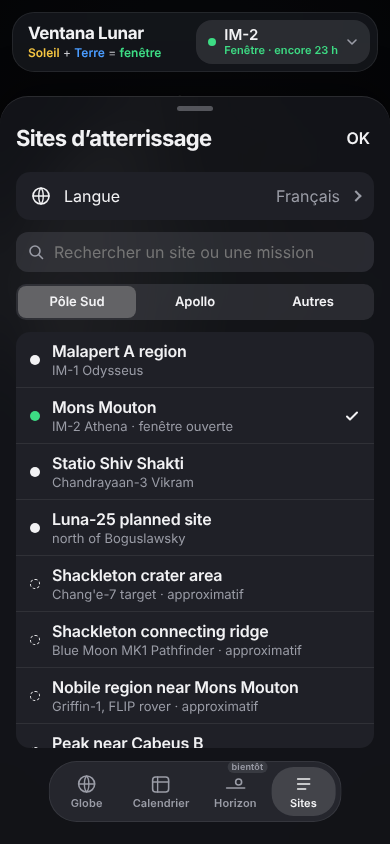 Ventana Lunar
Soleil + Terre = fenêtre
IM-2
Fenêtre · encore 23 h
Sites d’atterrissage
OK
Langue
Français
Rechercher un site ou une mission
Pôle Sud
Apollo
Autres
Malapert A region
IM-1 Odysseus
Mons Mouton
IM-2 Athena · fenêtre ouverte
Statio Shiv Shakti
Chandrayaan-3 Vikram
Luna-25 planned site
north of Boguslawsky
Shackleton crater area
Chang'e-7 target · approximatif
Shackleton connecting ridge
Blue Moon MK1 Pathfinder · approximatif
Nobile region near Mons Mouton
Griffin-1, FLIP rover · approximatif
Peak near Cabeus B
bientôt
Globe
Calendrier
Horizon
Sites